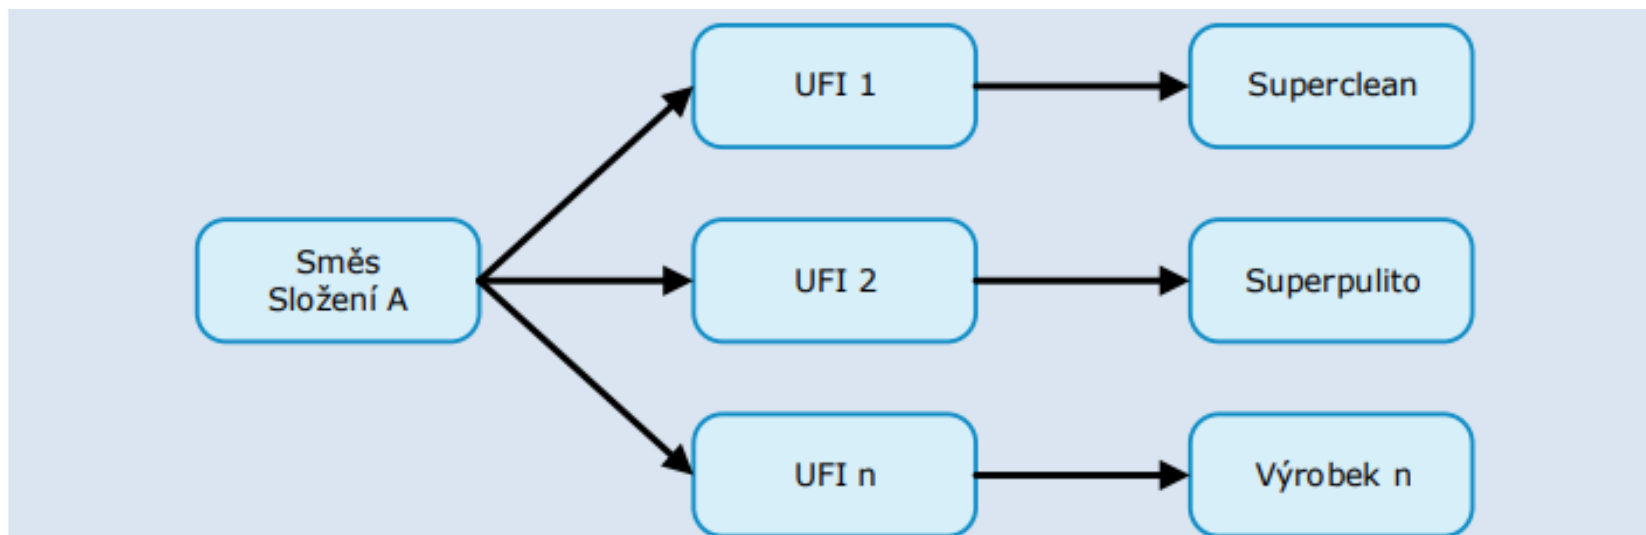 UFI 1
Superclean
Směs
Složení A
UFI 2
Superpulito
UFI n
Výrobek n